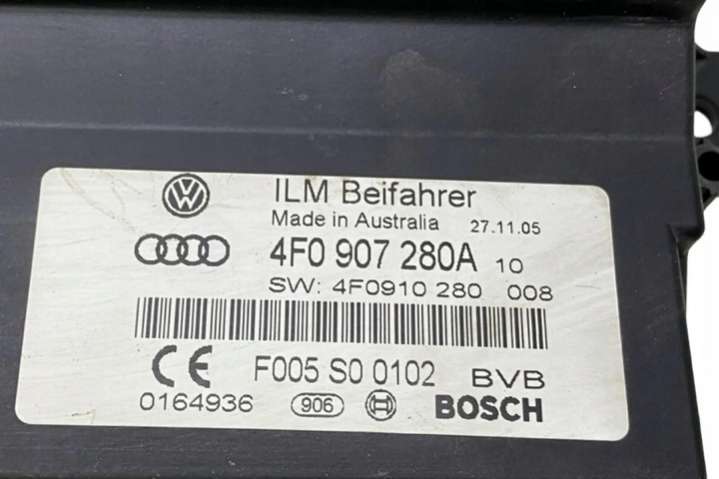 ILM Beifahrer
Made in Australia 27.11.05
4F0 907 280A 10
SW: 4F0910 280 008
CE F005 S0 0102 BVB
0164936 906 BOSCH